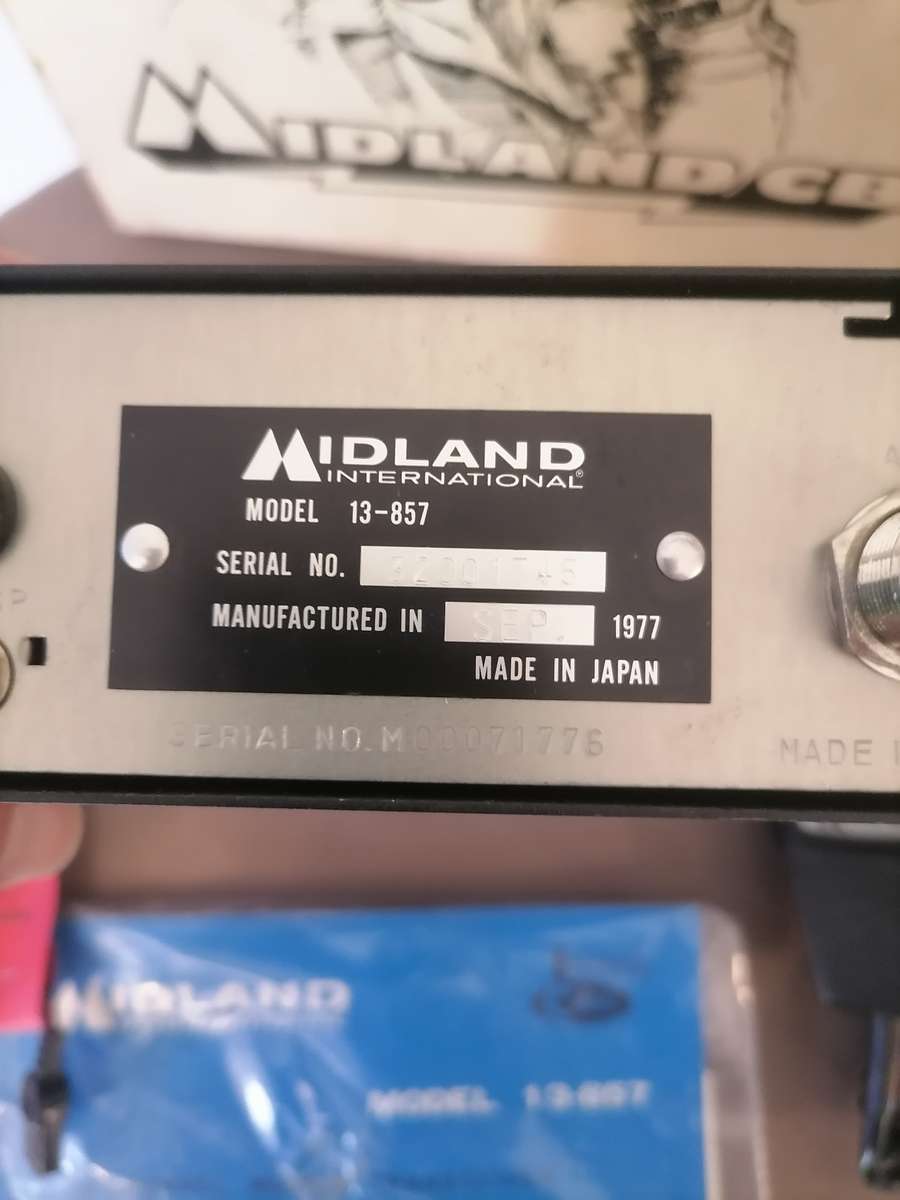 MIDLAND/CB
MIDLAND
INTERNATIONAL®
MODEL 13-857
SERIAL NO.
MANUFACTURED IN SEP. 1977
MADE IN JAPAN
SERIAL NO. M00071776
MADE
MIDLAND
MODEL 13-857